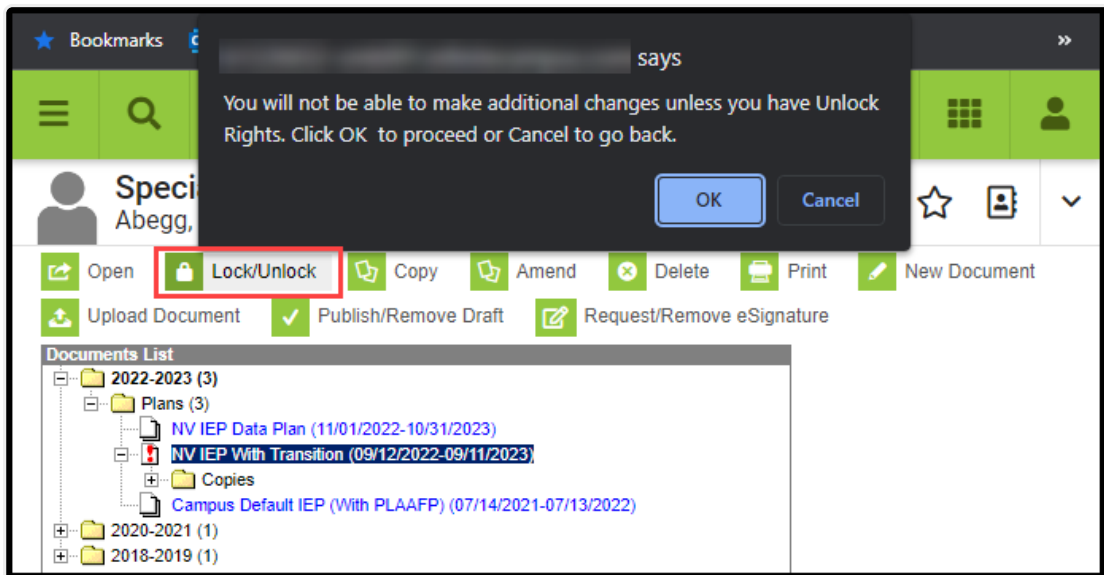 Bookmarks
says
»
You will not be able to make additional changes unless you have Unlock
Rights. Click OK to proceed or Cancel to go back.
OK Cancel
Abegg,
Open Lock/Unlock Copy Amend Delete Print New Document
Upload Document Publish/Remove Draft Request/Remove eSignature
Documents List
2022-2023 (3)
Plans (3)
NV IEP Data Plan (11/01/2022-10/31/2023)
NV IEP With Transition (09/12/2022-09/11/2023)
Copies
Campus Default IEP (With PLAAFP) (07/14/2021-07/13/2022)
2020-2021 (1)
2018-2019 (1)